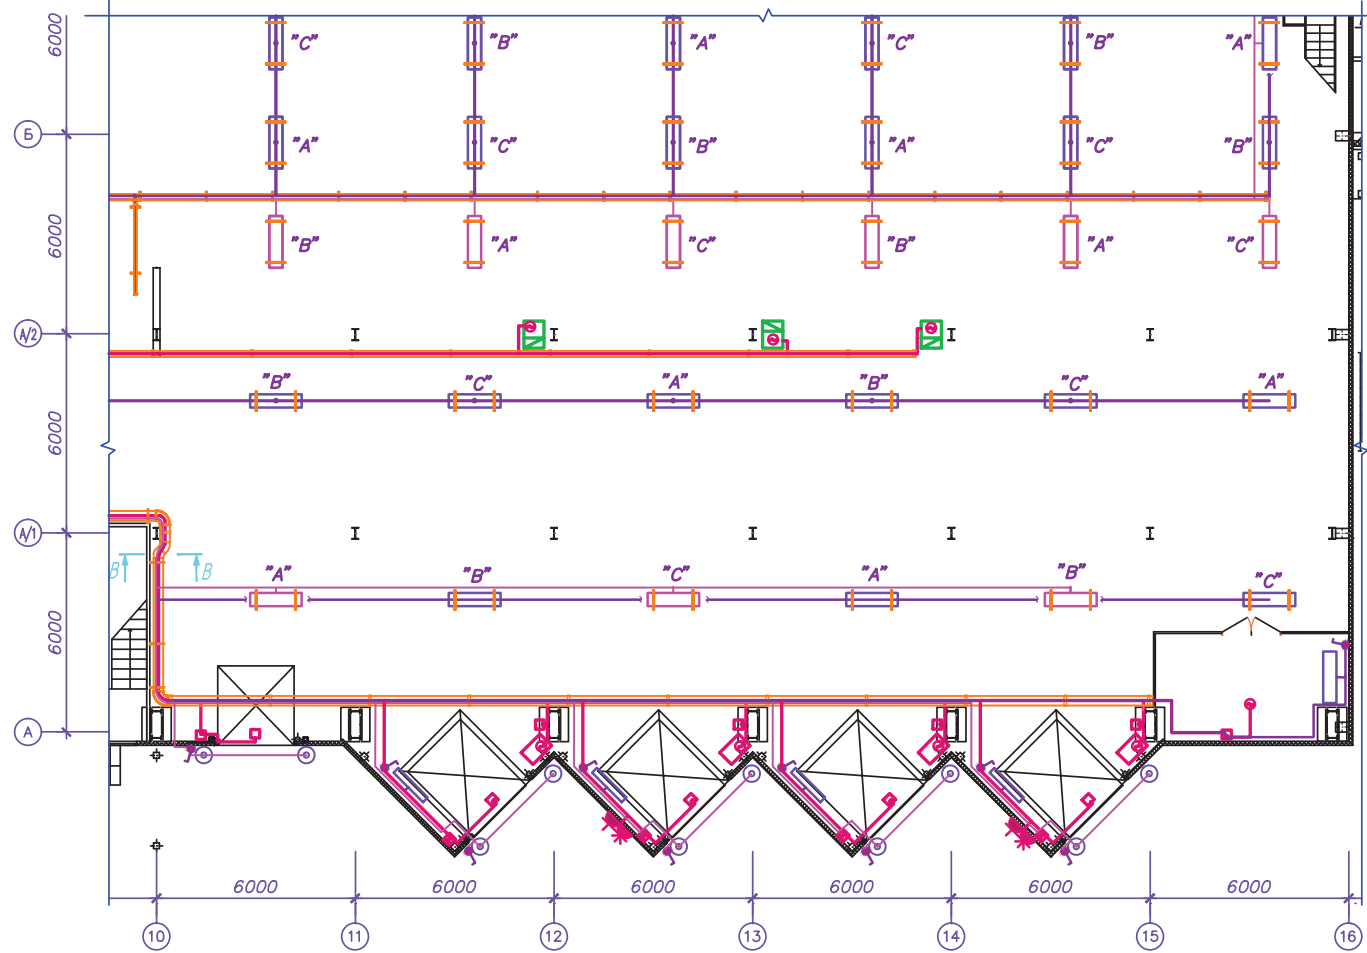 6000
"C" "B" "A" "C" "B" "A"
Б
"A" "C" "B" "A" "C" "B"
6000
"B" "A" "C" "B" "A" "C"
А/2
"B" "C" "A" "B" "C" "A"
6000
А/1
B B
"A" "B" "C" "A" "B" "C"
6000
А
6000 6000 6000 6000 6000 6000
10 11 12 13 14 15 16